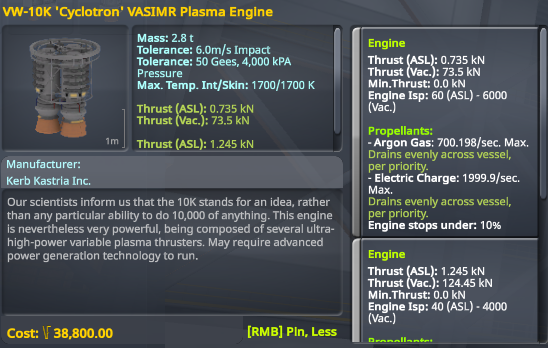 VW-10K 'Cyclotron' VASIMR Plasma Engine
1m
Mass: 2.8 t
Tolerance: 6.0m/s Impact
Tolerance: 50 Gees, 4,000 kPA
Pressure
Max. Temp. Int/Skin: 1700/1700 K
Thrust (ASL): 0.735 kN
Thrust (Vac.): 73.5 kN
Thrust (ASL): 1.245 kN
Manufacturer:
Kerb Kastria Inc.
Our scientists inform us that the 10K stands for an idea, rather
than any particular ability to do 10,000 of anything. This engine
is nevertheless very powerful, being composed of several ultra-
high-power variable plasma thrusters. May require advanced
power generation technology to run.
Cost: 38,800.00
[RMB] Pin, Less
Engine
Thrust (ASL): 0.735 kN
Thrust (Vac.): 73.5 kN
Min.Thrust: 0.0 kN
Engine Isp: 60 (ASL) - 6000
(Vac.)
Propellants:
- Argon Gas: 700.198/sec. Max.
Drains evenly across vessel,
per priority.
- Electric Charge: 1999.9/sec.
Max.
Drains evenly across vessel,
per priority.
Engine stops under: 10%
Engine
Thrust (ASL): 1.245 kN
Thrust (Vac.): 124.45 kN
Min.Thrust: 0.0 kN
Engine Isp: 40 (ASL) - 4000
(Vac.)
Propellants: